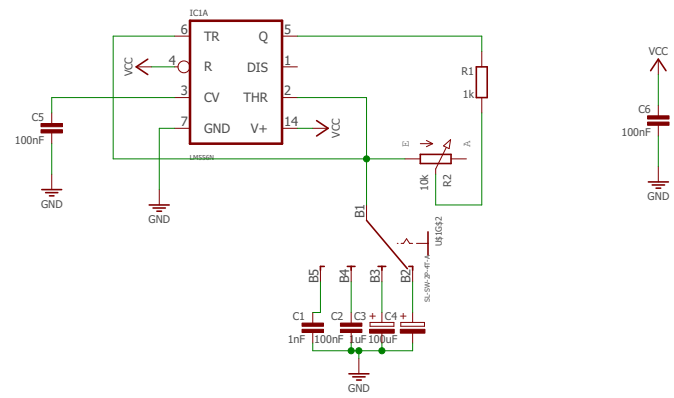 IC1A
6 TR Q 5
VCC 4 R DIS 1
3 CV THR 2
7 GND V+ 14 VCC
LM556N
C5
100nF
GND
GND
R1
1k
E A
10k R2
VCC
C6
100nF
GND
B1
U$1G$2
SL-SW-2P-4T-A
B5 B4 B3 B2
C1 C2 C3 + C4 +
1nF 100nF 1uF 100uF
GND